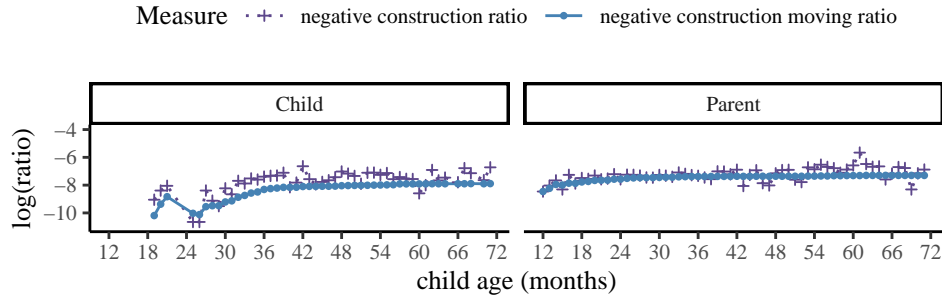 Measure negative construction ratio negative construction moving ratio
Child Parent
log(ratio)
−4
−6
−8
−10
12 18 24 30 36 42 48 54 60 66 72 12 18 24 30 36 42 48 54 60 66 72
child age (months)